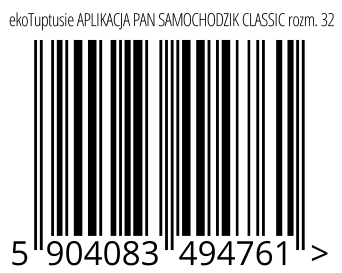 ekoTuptusie APLIKACJA PAN SAMOCHODZIK CLASSIC rozm. 32
5 904083 494761 >